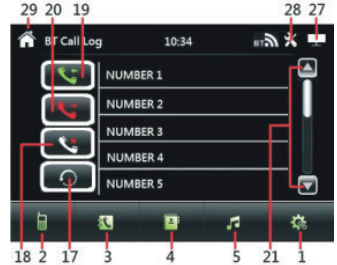 29 20 19 28 27
BT Call Log 10:34 BT
NUMBER 1
NUMBER 2
NUMBER 3
NUMBER 4
NUMBER 5
18 2 17 3 4 5 21 1